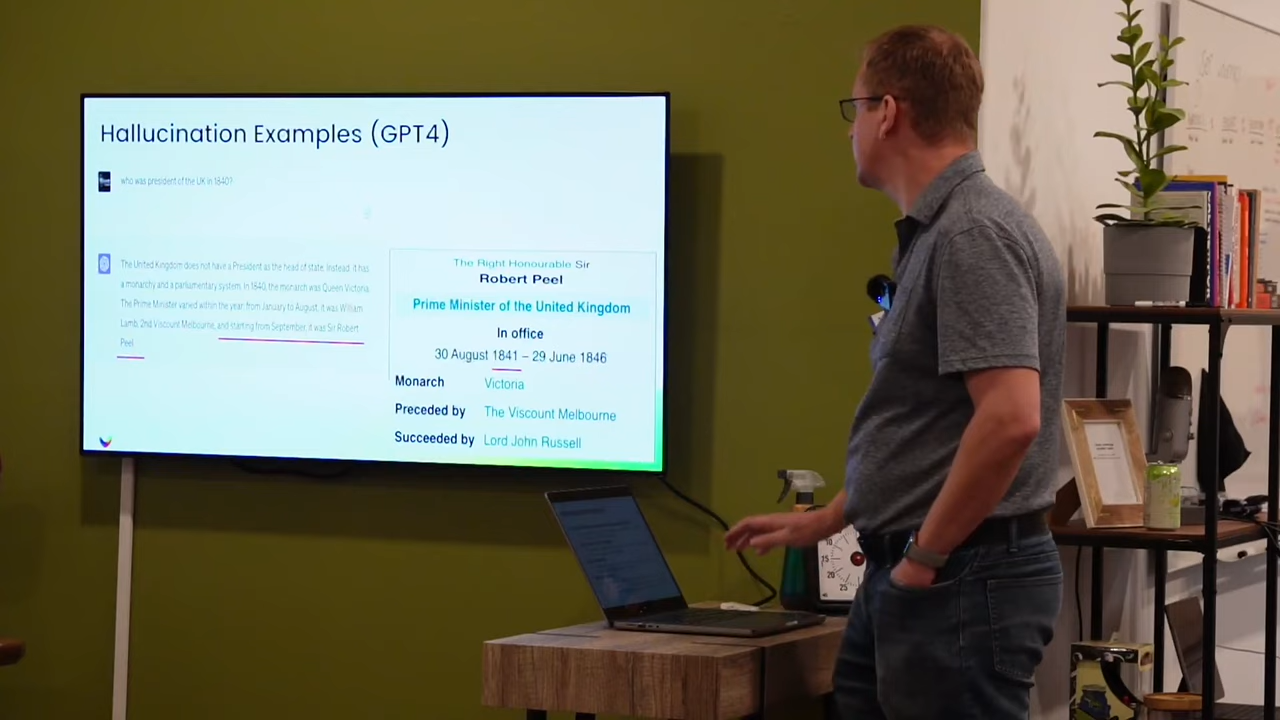 Hallucination Examples (GPT4)
who was president of the UK in 1840?
The United Kingdom does not have a President as the head of state. Instead, it has
a monarchy and a parliamentary system. In 1840, the monarch was Queen Victoria.
The Prime Minister varied within the year: from January to August, it was William
Lamb, 2nd Viscount Melbourne, and starting from September, it was Sir Robert
Peel
The Right Honourable Sir
Robert Peel
Prime Minister of the United Kingdom
In office
30 August 1841 – 29 June 1846
Monarch Victoria
Preceded by The Viscount Melbourne
Succeeded by Lord John Russell
20
25